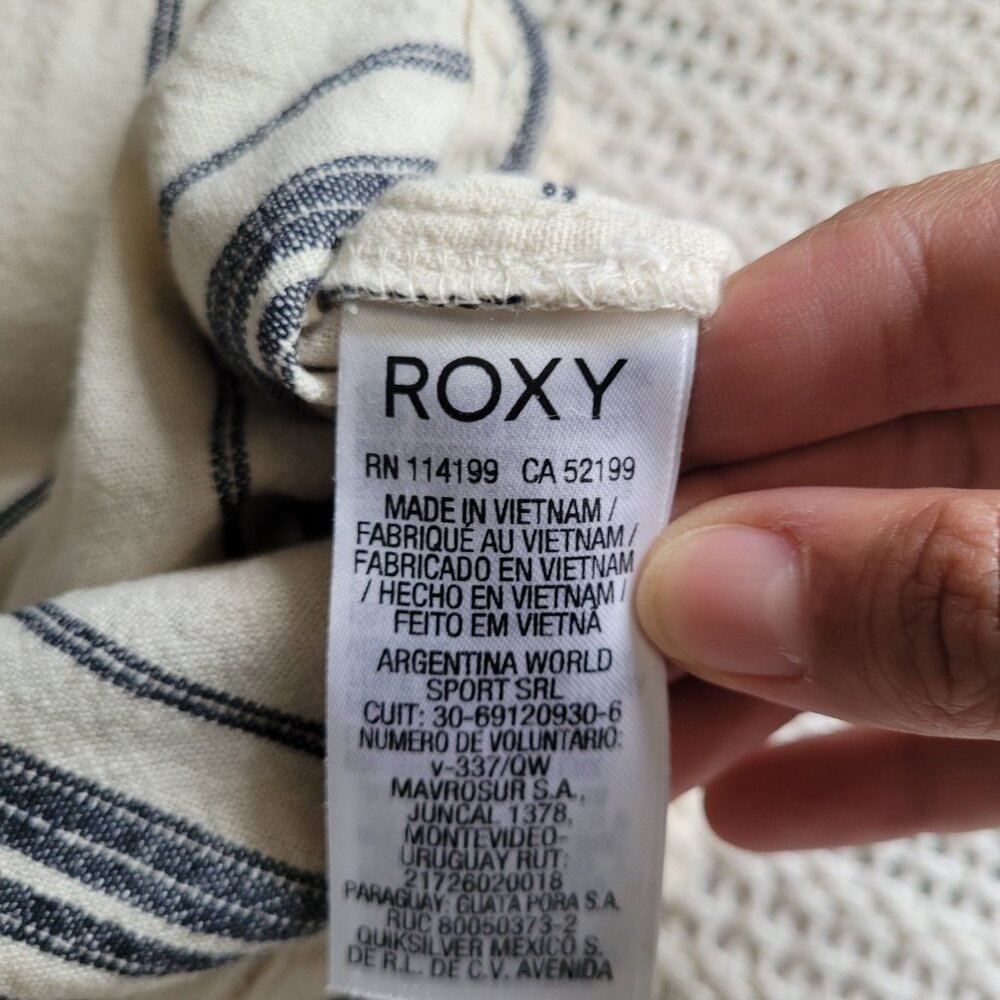 ROXY
RN 114199 CA 52199
MADE IN VIETNAM /
FABRIQUÉ AU VIETNAM /
FABRICADO EN VIETNAM
/ HECHO EN VIETNAM /
FEITO EM VIETNÃ
ARGENTINA WORLD
SPORT SRL
CUIT: 30-69120930-6
NUMERO DE VOLUNTARIO:
v-337/QW
MAVROSUR S.A.,
JUNCAL 1378,
MONTEVIDEO-
URUGUAY RUT:
21726020018
PARAGUAY: GUATA PORA S.A.
RUC 80050373-2
QUIKSILVER MEXICO S.
DE R.L. DE C.V. AVENIDA